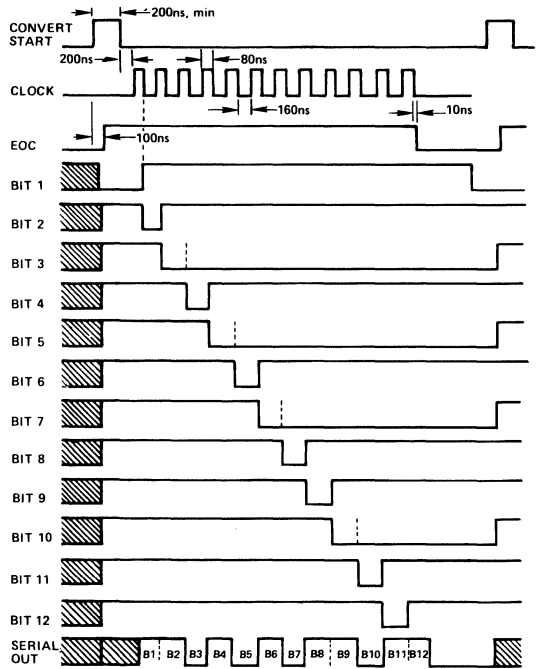 200ns, min
CONVERT
START
200ns
80ns
CLOCK
160ns
10ns
100ns
EOC
BIT 1
BIT 2
BIT 3
BIT 4
BIT 5
BIT 6
BIT 7
BIT 8
BIT 9
BIT 10
BIT 11
BIT 12
SERIAL
OUT
B1 B2 B3 B4 B5 B6 B7 B8 B9 B10 B11 B12